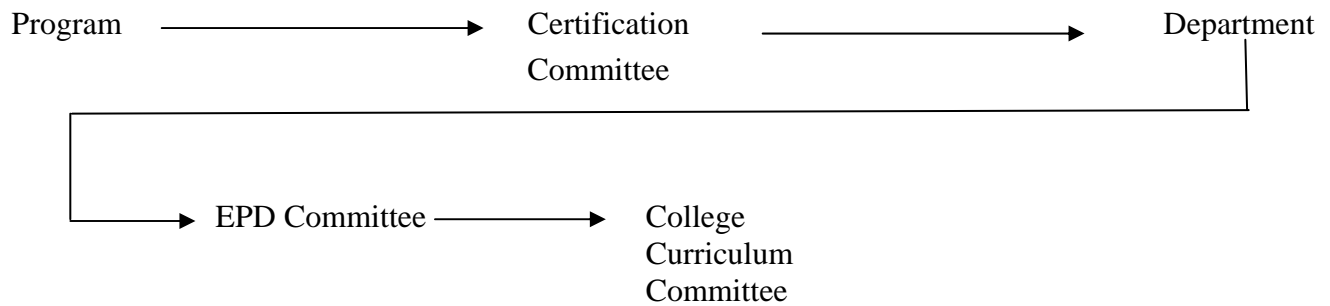 Program
Certification
Committee
Department
EPD Committee
College
Curriculum
Committee